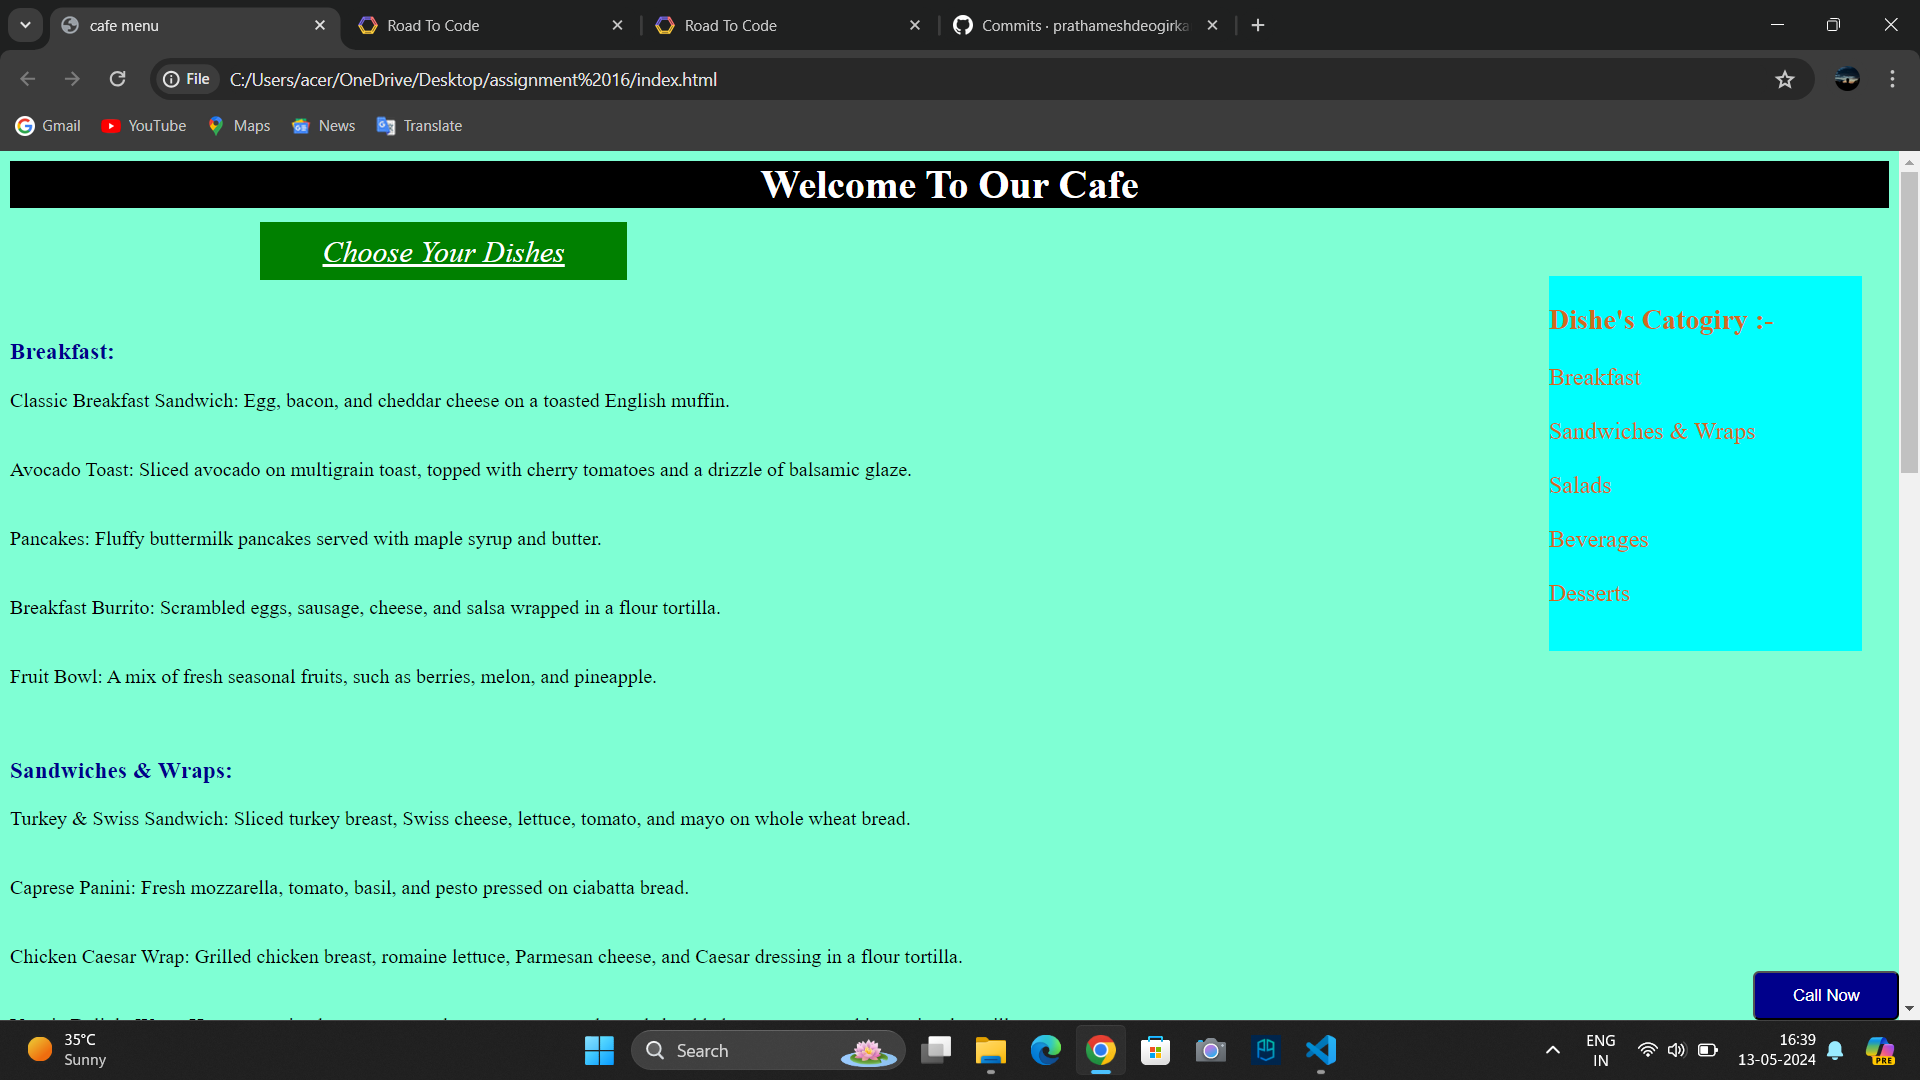 cafe menu
Road To Code
Road To Code
Commits · prathameshdeogirka
File
C:/Users/acer/OneDrive/Desktop/assignment%2016/index.html
Gmail
YouTube
Maps
News
Translate
Welcome To Our Cafe
Choose Your Dishes
Breakfast:
Classic Breakfast Sandwich: Egg, bacon, and cheddar cheese on a toasted English muffin.
Avocado Toast: Sliced avocado on multigrain toast, topped with cherry tomatoes and a drizzle of balsamic glaze.
Pancakes: Fluffy buttermilk pancakes served with maple syrup and butter.
Breakfast Burrito: Scrambled eggs, sausage, cheese, and salsa wrapped in a flour tortilla.
Fruit Bowl: A mix of fresh seasonal fruits, such as berries, melon, and pineapple.
Sandwiches & Wraps:
Turkey & Swiss Sandwich: Sliced turkey breast, Swiss cheese, lettuce, tomato, and mayo on whole wheat bread.
Caprese Panini: Fresh mozzarella, tomato, basil, and pesto pressed on ciabatta bread.
Chicken Caesar Wrap: Grilled chicken breast, romaine lettuce, Parmesan cheese, and Caesar dressing in a flour tortilla.
Dishe's Catogiry :-
Breakfast
Sandwiches & Wraps
Salads
Beverages
Desserts
Call Now
35°C
Sunny
Search
ENG
IN
16:39
13-05-2024
PRE